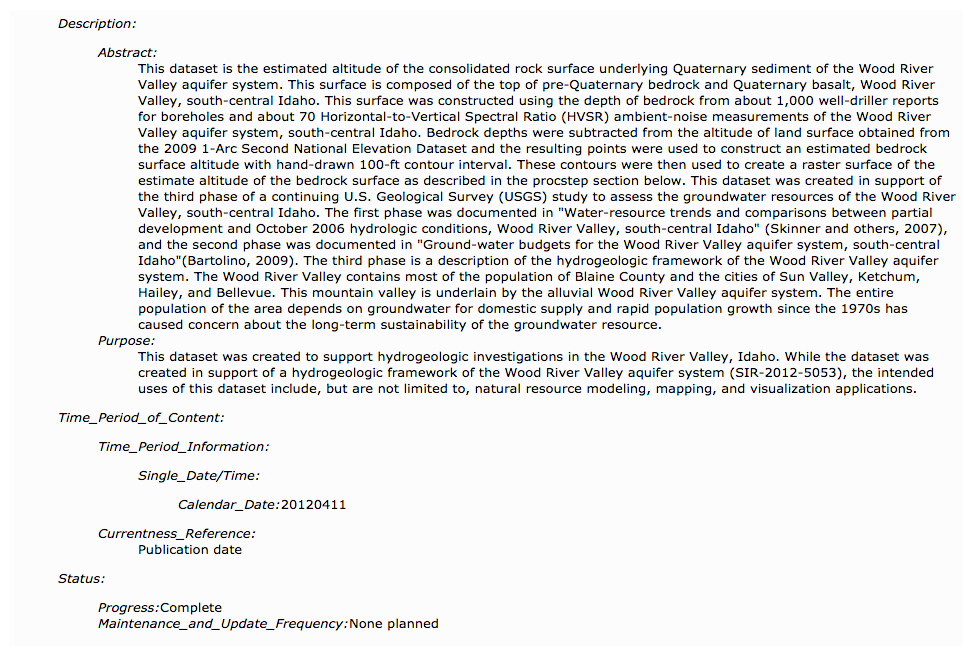 Description:
Abstract:
This dataset is the estimated altitude of the consolidated rock surface underlying Quaternary sediment of the Wood River
Valley aquifer system. This surface is composed of the top of pre-Quaternary bedrock and Quaternary basalt, Wood River
Valley, south-central Idaho. This surface was constructed using the depth of bedrock from about 1,000 well-driller reports
for boreholes and about 70 Horizontal-to-Vertical Spectral Ratio (HVSR) ambient-noise measurements of the Wood River
Valley aquifer system, south-central Idaho. Bedrock depths were subtracted from the altitude of land surface obtained from
the 2009 1-Arc Second National Elevation Dataset and the resulting points were used to construct an estimated bedrock
surface altitude with hand-drawn 100-ft contour interval. These contours were then used to create a raster surface of the
estimate altitude of the bedrock surface as described in the procstep section below. This dataset was created in support of
the third phase of a continuing U.S. Geological Survey (USGS) study to assess the groundwater resources of the Wood River
Valley, south-central Idaho. The first phase was documented in "Water-resource trends and comparisons between partial
development and October 2006 hydrologic conditions, Wood River Valley, south-central Idaho" (Skinner and others, 2007),
and the second phase was documented in "Ground-water budgets for the Wood River Valley aquifer system, south-central
Idaho"(Bartolino, 2009). The third phase is a description of the hydrogeologic framework of the Wood River Valley aquifer
system. The Wood River Valley contains most of the population of Blaine County and the cities of Sun Valley, Ketchum,
Hailey, and Bellevue. This mountain valley is underlain by the alluvial Wood River Valley aquifer system. The entire
population of the area depends on groundwater for domestic supply and rapid population growth since the 1970s has
caused concern about the long-term sustainability of the groundwater resource.
Purpose:
This dataset was created to support hydrogeologic investigations in the Wood River Valley, Idaho. While the dataset was
created in support of a hydrogeologic framework of the Wood River Valley aquifer system (SIR-2012-5053), the intended
uses of this dataset include, but are not limited to, natural resource modeling, mapping, and visualization applications.
Time_Period_of_Content:
Time_Period_Information:
Single_Date/Time:
Calendar_Date:20120411
Currentness_Reference:
Publication date
Status:
Progress:Complete
Maintenance_and_Update_Frequency:None planned